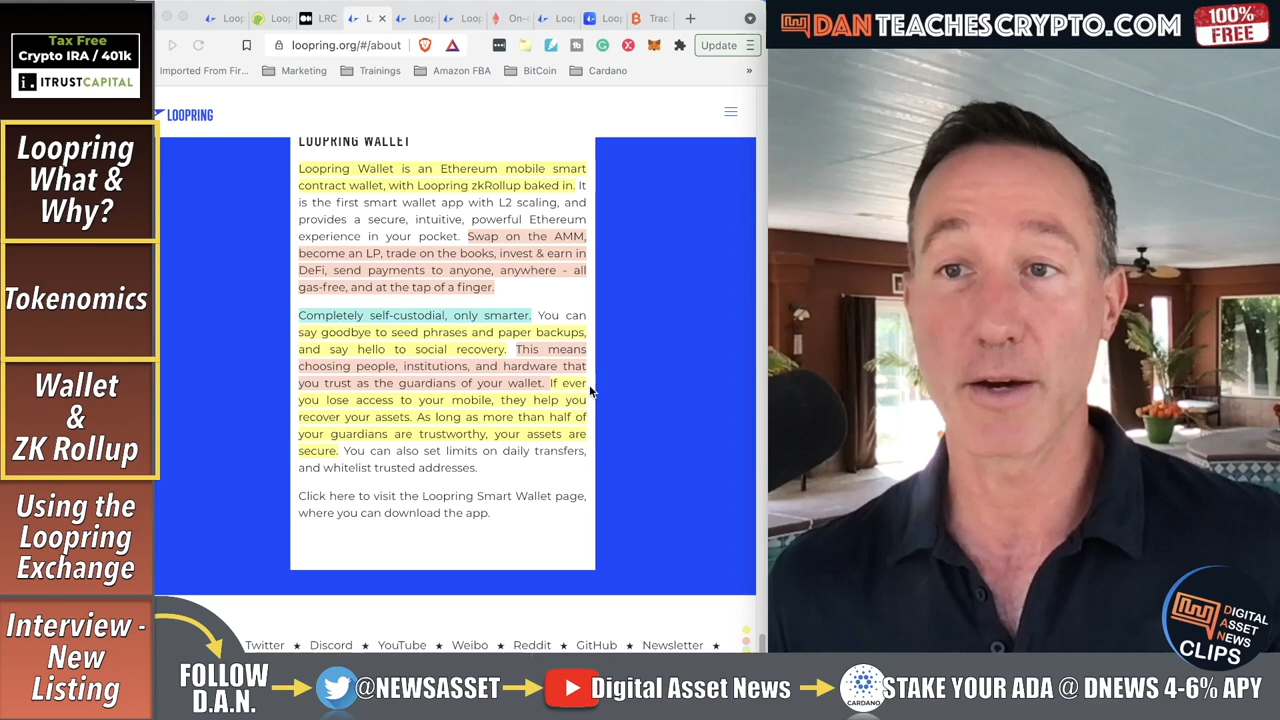 Tax Free
Crypto IRA / 401k
i. ITRUSTCAPITAL
Loopring
What &
Why?
Tokenomics
Wallet
&
ZK Rollup
Using the
Loopring
Exchange
Interview -
New
Listing
Loop
Loop
LRC
L
Loop
Loop
On-c
Loop
Loop
Trac
loopring.org/#/about
Update
Imported From Fir...
Marketing
Trainings
Amazon FBA
BitCoin
Cardano
»
LOOPRING
LOOPRING WALLET
Loopring Wallet is an Ethereum mobile smart
contract wallet, with Loopring zkRollup baked in. It
is the first smart wallet app with L2 scaling, and
provides a secure, intuitive, powerful Ethereum
experience in your pocket. Swap on the AMM,
become an LP, trade on the books, invest & earn in
DeFi, send payments to anyone, anywhere - all
gas-free, and at the tap of a finger.
Completely self-custodial, only smarter. You can
say goodbye to seed phrases and paper backups,
and say hello to social recovery. This means
choosing people, institutions, and hardware that
you trust as the guardians of your wallet. If ever
you lose access to your mobile, they help you
recover your assets. As long as more than half of
your guardians are trustworthy, your assets are
secure. You can also set limits on daily transfers,
and whitelist trusted addresses.
Click here to visit the Loopring Smart Wallet page,
where you can download the app.
Twitter ★ Discord ★ YouTube ★ Weibo ★ Reddit ★ GitHub ★ Newsletter ★
DANTEACHESCRYPTO.COM
100%
FREE
DIGITAL
ASSET
NEWS
CLIPS
FOLLOW
D.A.N.
@NEWSASSET
Digital Asset News
CARDANO
STAKE YOUR ADA @ DNEWS 4-6% APY